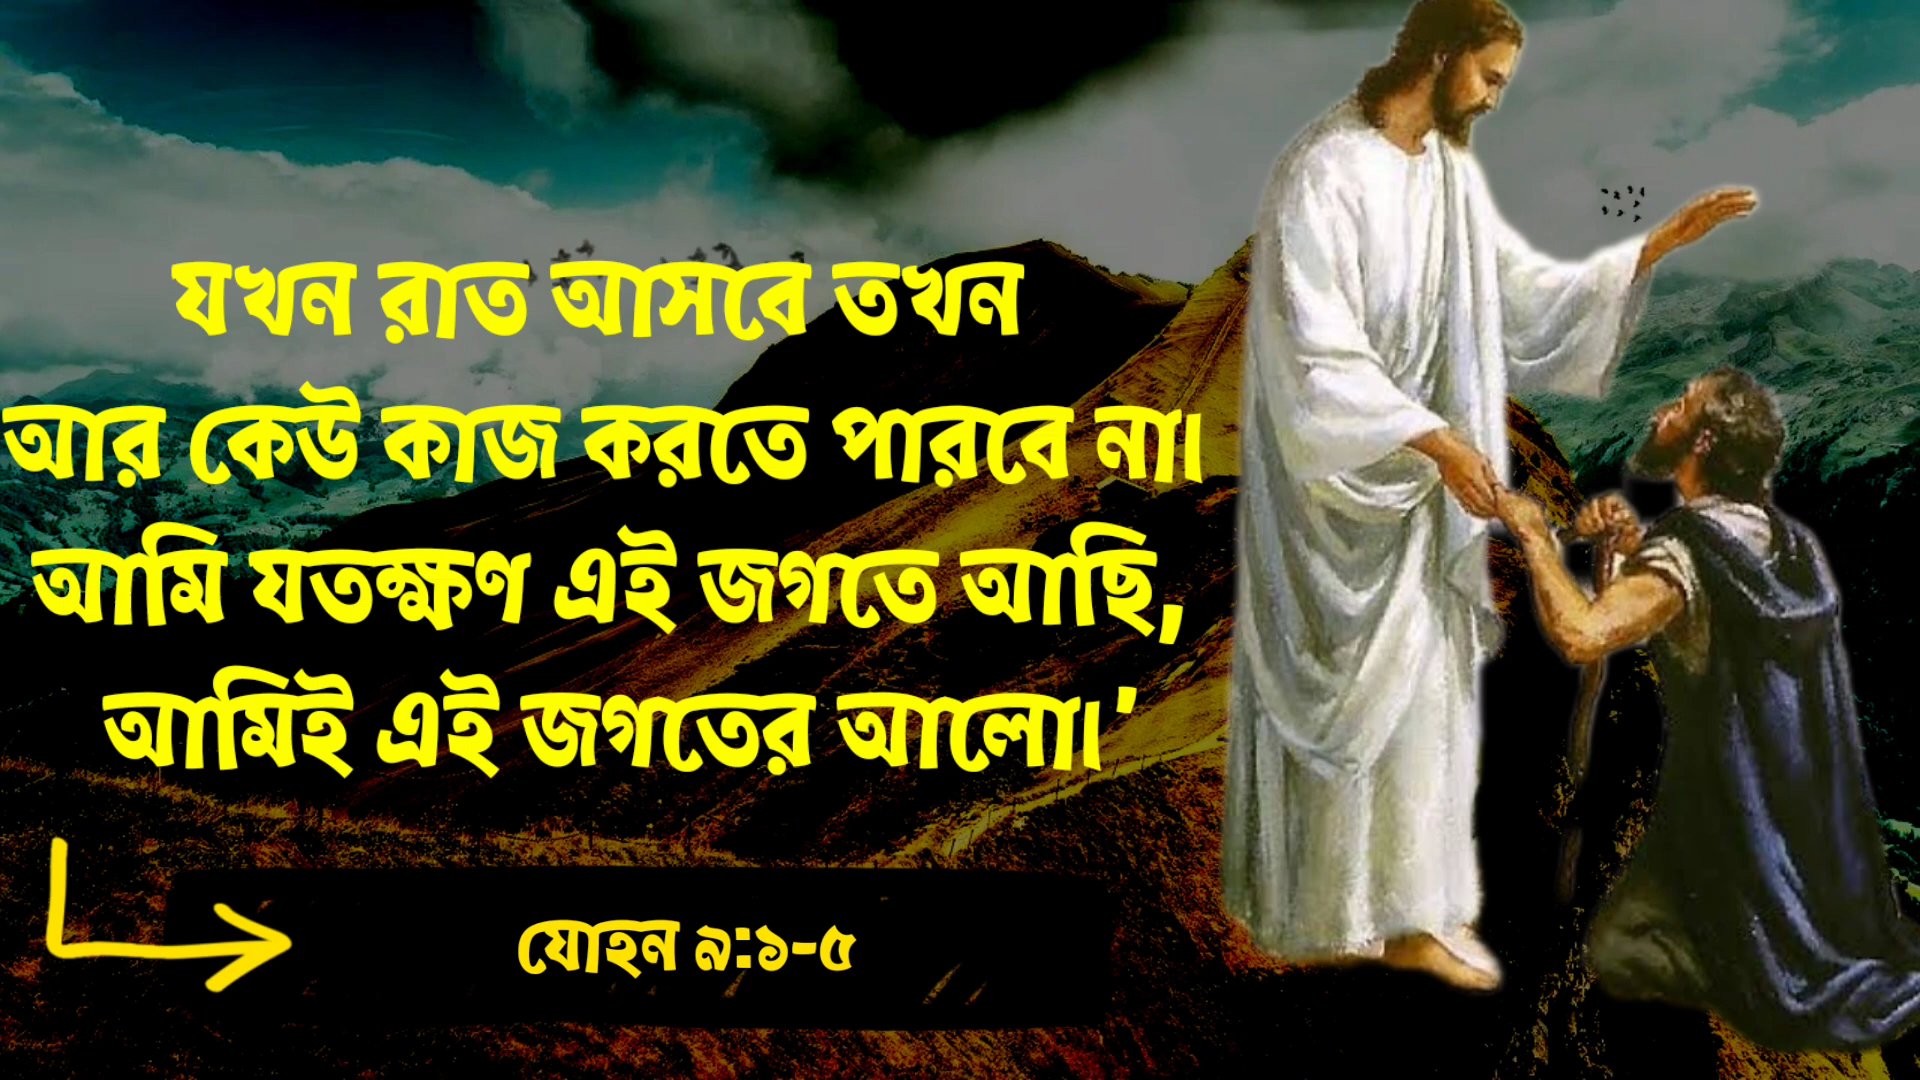 যখন রাত আসবে তখন
আর কেউ কাজ করতে পারবে না।
আমি যতক্ষণ এই জগতে আছি,
আমিই এই জগতের আলো।’
যোহন ৯:১-৫